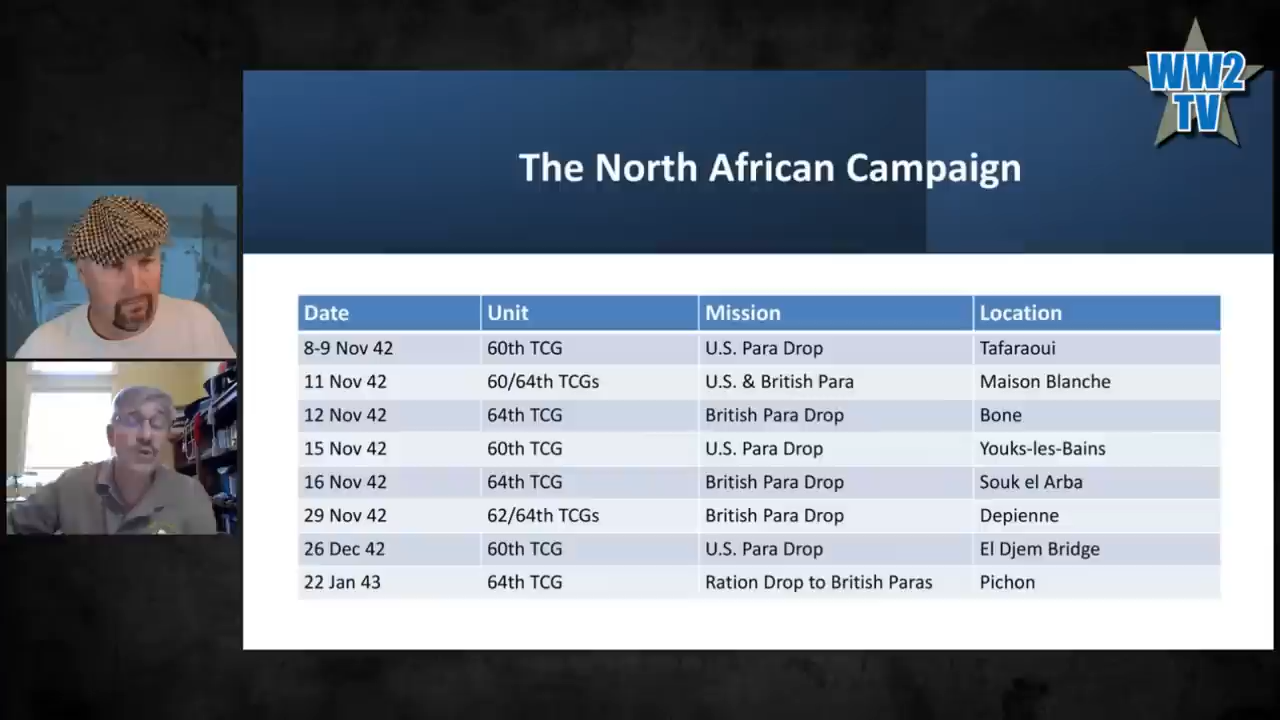 WW2
TV
The North African Campaign
Date Unit Mission Location
8-9 Nov 42 60th TCG U.S. Para Drop Tafaraoui
11 Nov 42 60/64th TCGs U.S. & British Para Maison Blanche
12 Nov 42 64th TCG British Para Drop Bone
15 Nov 42 60th TCG U.S. Para Drop Youks-les-Bains
16 Nov 42 64th TCG British Para Drop Souk el Arba
29 Nov 42 62/64th TCGs British Para Drop Depienne
26 Dec 42 60th TCG U.S. Para Drop El Djem Bridge
22 Jan 43 64th TCG Ration Drop to British Paras Pichon